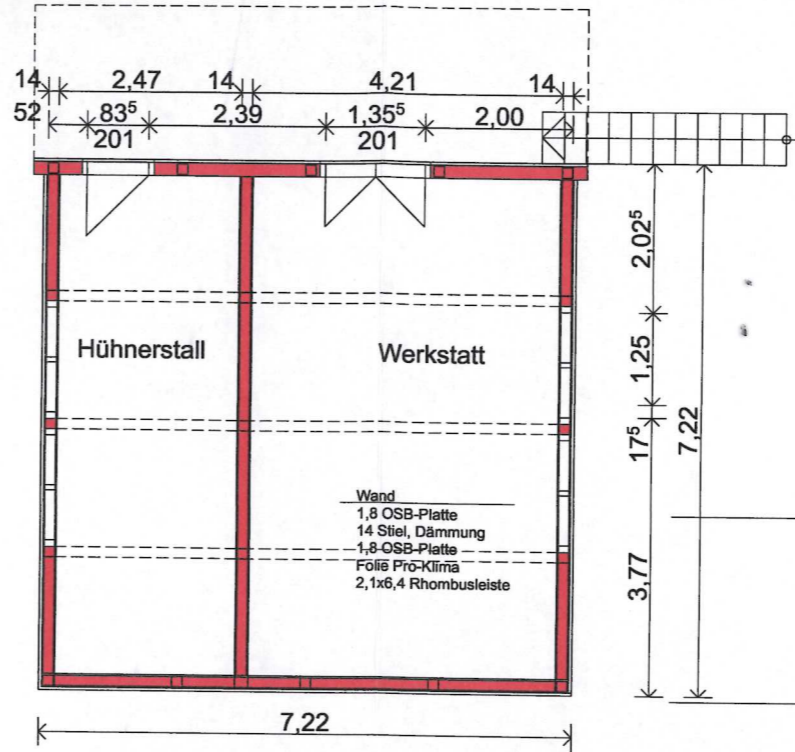 14 2,47 14 4,21 14
52 83⁵ 2,39 1,35⁵ 2,00
201 201
2,02⁵
Hühnerstall Werkstatt
1,25
17⁵
7,22
Wand
1,8 OSB-Platte
14 Stiel, Dämmung
1,8 OSB-Platte
Folie Pro-Klima
2,1x6,4 Rhombusleiste
3,77
7,22